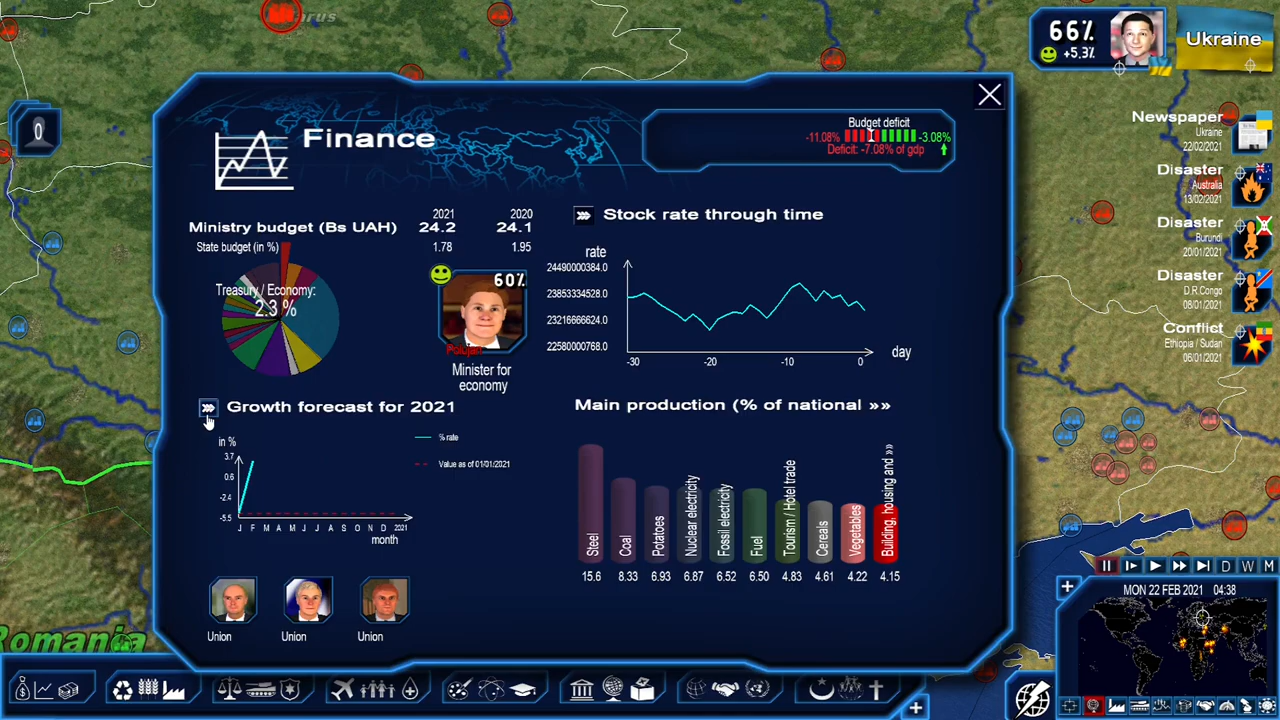 66%
+5.3%
Ukraine
0
Finance
Budget deficit
-11.08%
-3.08%
Deficit: -7.08% of gdp
Newspaper
Ukraine
22/02/2021
Disaster
Australia
13/02/2021
Disaster
Burundi
20/01/2021
Disaster
D.R.Congo
08/01/2021
Conflict
Ethiopia / Sudan
06/01/2021
2021 2020
Ministry budget (Bs UAH) 24.2 24.1
State budget (in %) 1.78 1.95
Treasury / Economy:
2.3 %
60%
Minister for
economy
Stock rate through time
rate
24490000384.0
23853334528.0
23216666624.0
22580000768.0
-30 -20 -10 0
day
Growth forecast for 2021
in %
% rate
Value as of 01/01/2021
3.7
0.6
-2.4
-5.5
J F M A M J J A S O N D 2021
month
Main production (% of national »»
Steel
Coal
Potatoes
Nuclear electricity
Fossil electricity
Fuel
Tourism / Hotel trade
Cereals
Vegetables
Building, housing and »»
15.6 8.33 6.93 6.87 6.52 6.50 4.83 4.61 4.22 4.15
Union Union Union
D W M
MON 22 FEB 2021 04:38
Romania